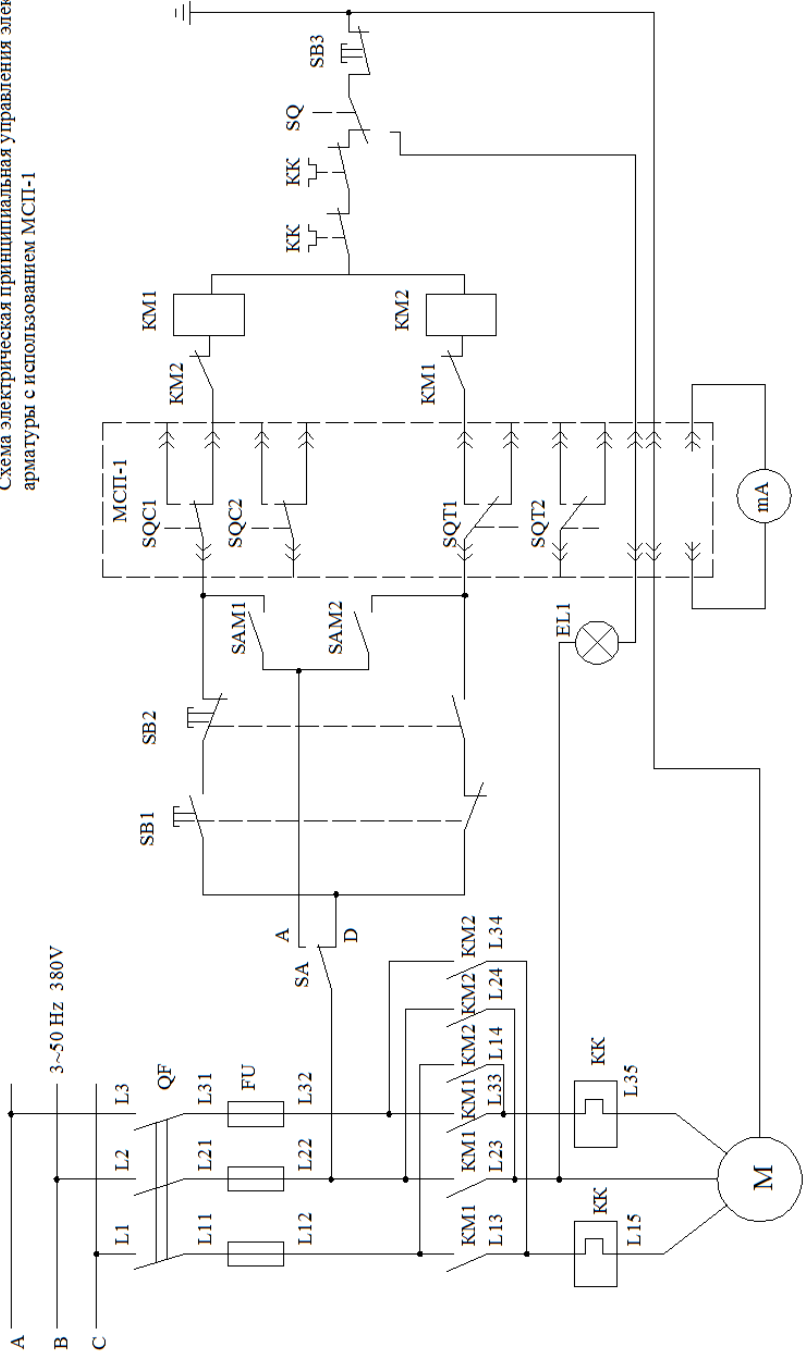 Схема электрическая принципиальная управления
арматуры с использованием МСП-1
A
B
C
3~50 Hz 380V
L1
L2
L3
QF
L11
L21
L31
FU
L12
L22
L32
SA
A
D
KM1
L13
KM1
L23
KM1
L33
KM2
L14
KM2
L24
KM2
L34
KK
L15
KK
L35
M
SB1
SB2
SAM1
SAM2
EL1
МСП-1
SQC1
SQC2
SQT1
SQT2
mA
KM2
KM1
KM1
KM2
KK
KK
SQ
SB3